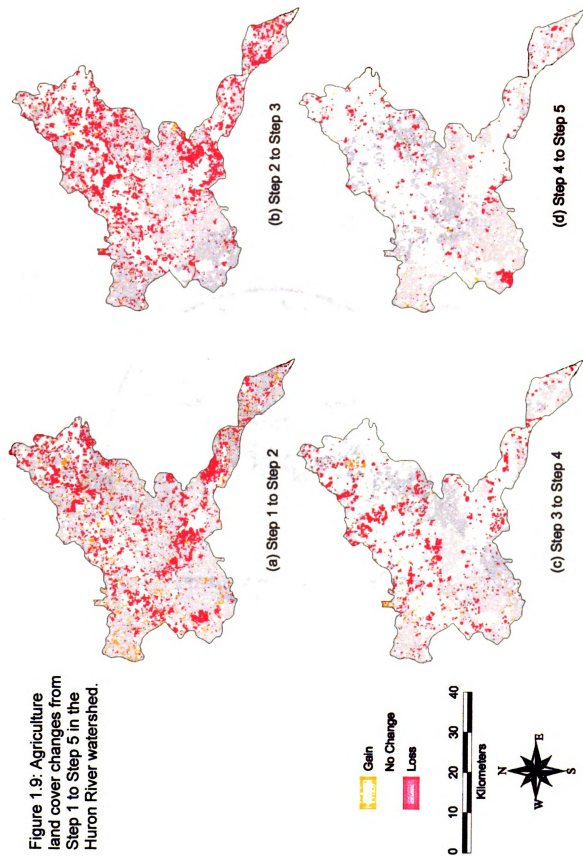 Figure 1.9: Agriculture
land cover changes from
Step 1 to Step 5 in the
Huron River watershed.
(a) Step 1 to Step 2
(b) Step 2 to Step 3
Gain
No Change
Loss
0 10 20 30 40
Kilometers
N
W E
S
(c) Step 3 to Step 4
(d) Step 4 to Step 5